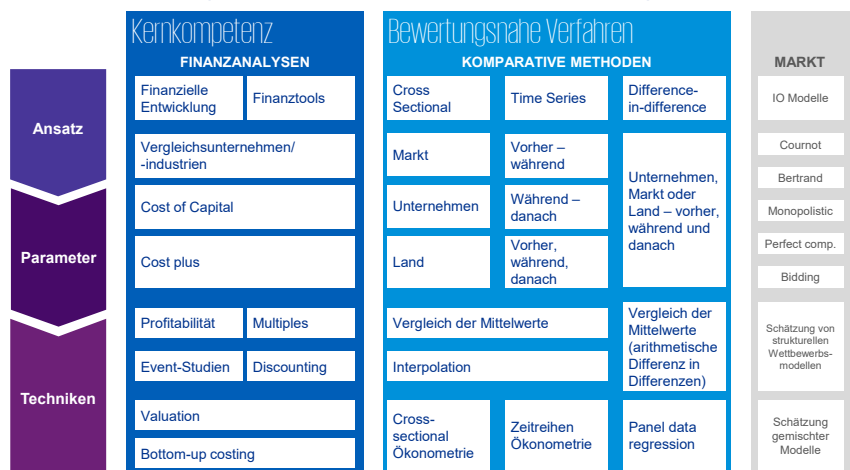 Kernkompetenz
Bewertungsnahe Verfahren
FINANZANALYSEN
KOMPARATIVE METHODEN
MARKT
Ansatz
Finanzielle
Entwicklung
Finanztools
Cross
Sectional
Time Series
Difference-
in-difference
IO Modelle
Vergleichsunternehmen/
-industrien
Markt
Vorher –
während
Unternehmen,
Markt oder
Land – vorher,
während und
danach
Cournot
Bertrand
Parameter
Cost of Capital
Unternehmen
Während –
danach
Monopolistic
Cost plus
Land
Vorher,
während,
danach
Perfect comp.
Bidding
Techniken
Profitabilität
Multiples
Vergleich der Mittelwerte
Vergleich der
Mittelwerte
(arithmetische
Differenz in
Differenzen)
Schätzung von
strukturellen
Wettbewerbs-
modellen
Event-Studien
Discounting
Interpolation
Valuation
Bottom-up costing
Cross-
sectional
Ökonometrie
Zeitreihen
Ökonometrie
Panel data
regression
Schätzung
gemischter
Modelle